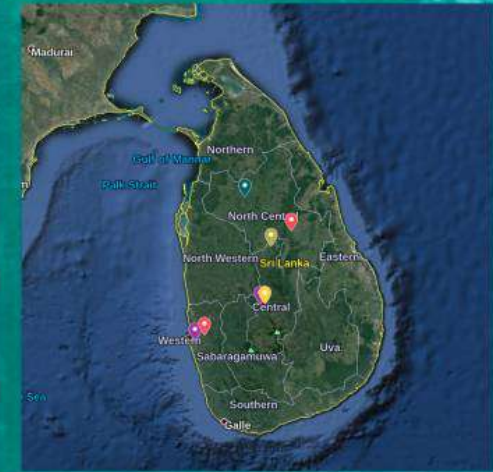 Madurai
Northern
Gulf of Mannar
Palk Strait
North Central
North Western
Sri Lanka
Eastern
Central
Western
Sabaragamuwa
Uva
Sea
Southern
Galle